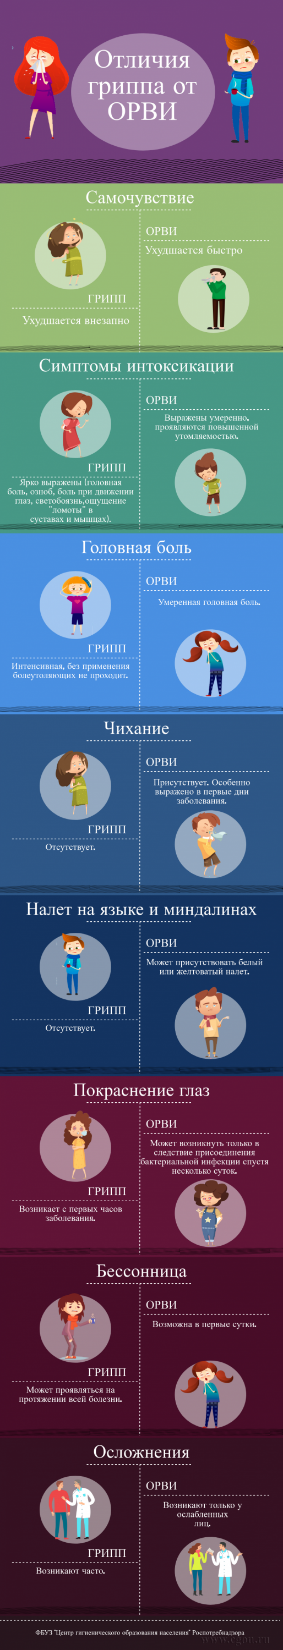 Отличия
гриппа от
ОРВИ
Самочувствие
ОРВИ
Ухудшается быстро
ГРИПП
Ухудшается внезапно
Симптомы интоксикации
ОРВИ
Выражены умеренно,
проявляются повышенной
утомляемостью.
ГРИПП
Ярко выражены (головная
боль, озноб, боль при движении
глаз, светобоязнь,ощущение
"ломоты" в
суставах и мышцах).
Головная боль
ОРВИ
Умеренная головная боль.
ГРИПП
Интенсивная, без применения
болеутоляющих не проходит.
Чихание
ОРВИ
Присутствует. Особенно
выражено в первые дни
заболевания.
ГРИПП
Отсутствует.
Налет на языке и миндалинах
ОРВИ
Может присутствовать белый
или желтоватый налет.
ГРИПП
Отсутствует.
Покраснение глаз
ОРВИ
Может возникнуть только в
следствие присоединения
бактериальной инфекции спустя
несколько суток.
ГРИПП
Возникает с первых часов
заболевания.
Бессонница
ОРВИ
Возможна в первые сутки.
ГРИПП
Может проявляться на
протяжении всей болезни.
Осложнения
ОРВИ
Возникают только у
ослабленных
лиц.
ГРИПП
Возникают часто.
ФБУЗ "Центр гигиенического образования населения" Роспотребнадзора